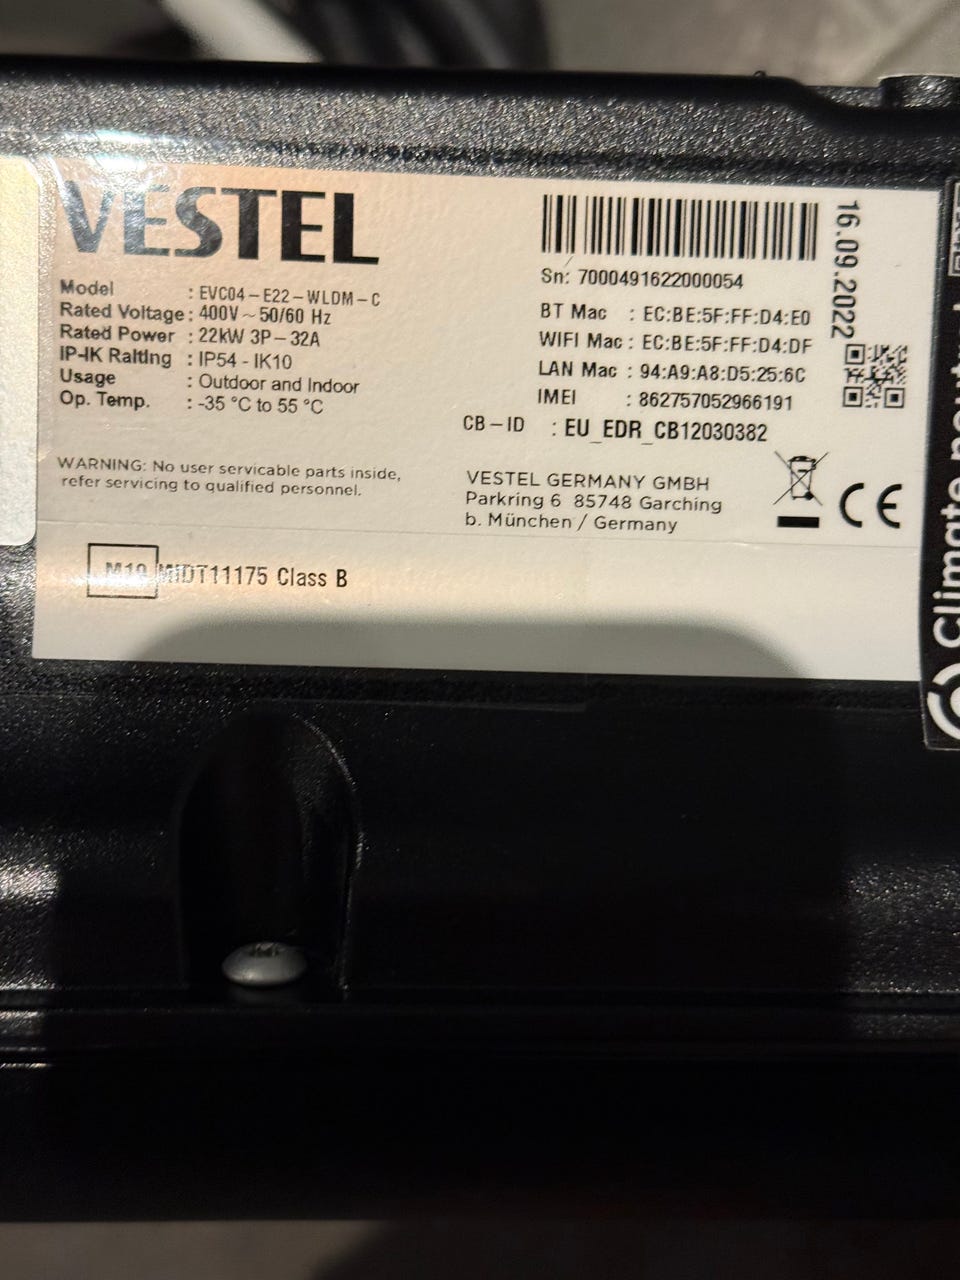 VESTEL
Model : EVC04-E22-WLDM-C
Rated Voltage : 400V ~ 50/60 Hz
Rated Power : 22kW 3P-32A
IP-IK Raiting : IP54 - IK10
Usage : Outdoor and Indoor
Op. Temp. : -35 °C to 55 °C
WARNING: No user servicable parts inside,
refer servicing to qualified personnel.
M19 MIDT11175 Class B
Sn: 7000491622000054
BT Mac : EC:BE:5F:FF:D4:E0
WIFI Mac : EC:BE:5F:FF:D4:DF
LAN Mac : 94:A9:A8:D5:25:6C
IMEI : 862757052966191
CB-ID : EU_EDR_CB12030382
VESTEL GERMANY GMBH
Parkring 6 85748 Garching
b. München / Germany
CE
16.09.2022
Climate